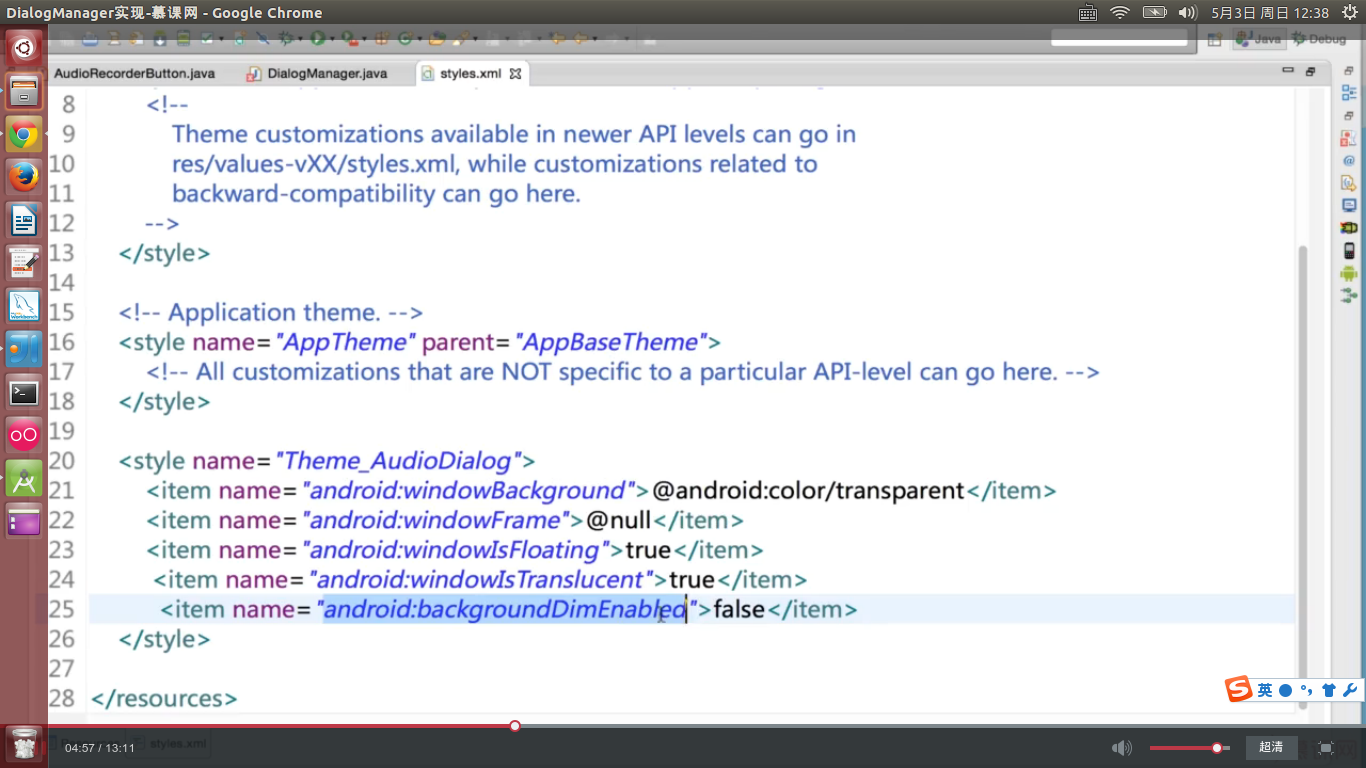 DialogManager实现-慕课网 - Google Chrome
5月3日 周日 12:38
Java
Debug
AudioRecorderButton.java
DialogManager.java
styles.xml
8 <!--
9 Theme customizations available in newer API levels can go in
10 res/values-vXX/styles.xml, while customizations related to
11 backward-compatibility can go here.
12 -->
13 </style>
14
15 <!-- Application theme. -->
16 <style name="AppTheme" parent="AppBaseTheme">
17 <!-- All customizations that are NOT specific to a particular API-level can go here. -->
18 </style>
19
20 <style name="Theme_AudioDialog">
21 <item name="android:windowBackground">@android:color/transparent</item>
22 <item name="android:windowFrame">@null</item>
23 <item name="android:windowIsFloating">true</item>
24 <item name="android:windowIsTranslucent">true</item>
25 <item name="android:backgroundDimEnabled">false</item>
26 </style>
27
28 </resources>
英
styles.xml
04:57 / 13:11
超清